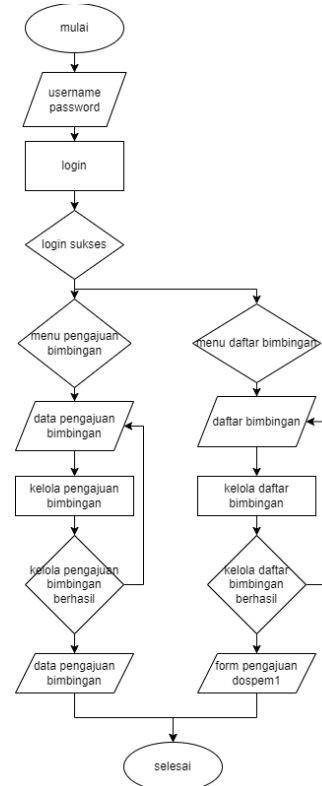 mulai
username
password
login
login sukses
menu pengajuan
bimbingan
menu daftar bimbingan
data pengajuan
bimbingan
daftar bimbingan
kelola pengajuan
bimbingan
kelola daftar
bimbingan
kelola pengajuan
bimbingan
berhasil
kelola daftar
bimbingan
berhasil
data pengajuan
bimbingan
form pengajuan
dospem1
selesai